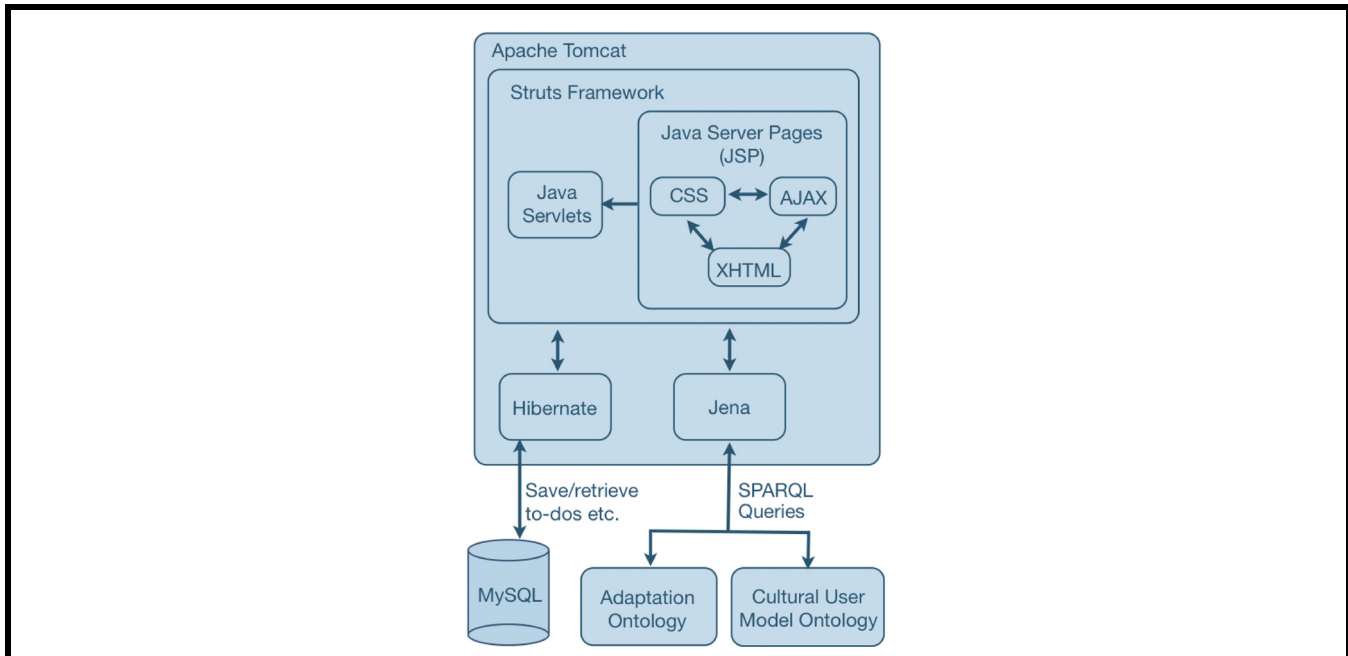 Apache Tomcat
Struts Framework
Java Server Pages
(JSP)
Java
Servlets
CSS
AJAX
XHTML
Hibernate
Jena
Save/retrieve
to-dos etc.
SPARQL
Queries
MySQL
Adaptation
Ontology
Cultural User
Model Ontology